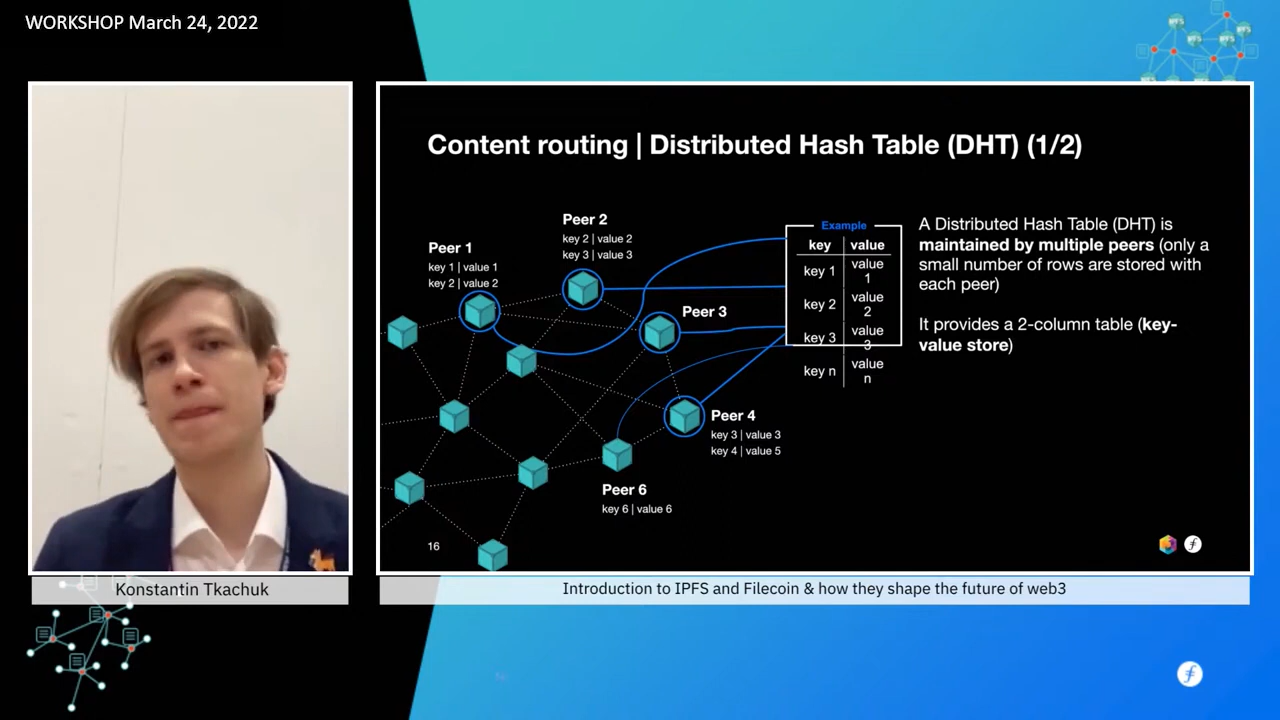 WORKSHOP March 24, 2022
Content routing | Distributed Hash Table (DHT) (1/2)
Peer 1
key 1 | value 1
key 2 | value 2
Peer 2
key 2 | value 2
key 3 | value 3
Peer 3
Peer 4
key 3 | value 3
key 4 | value 5
Peer 6
key 6 | value 6
Example
key value
key 1 value 1
key 2 value 2
key 3 value 3
key n value n
A Distributed Hash Table (DHT) is
maintained by multiple peers (only a
small number of rows are stored with
each peer)
It provides a 2-column table (key-
value store)
16
Konstantin Tkachuk
Introduction to IPFS and Filecoin & how they shape the future of web3